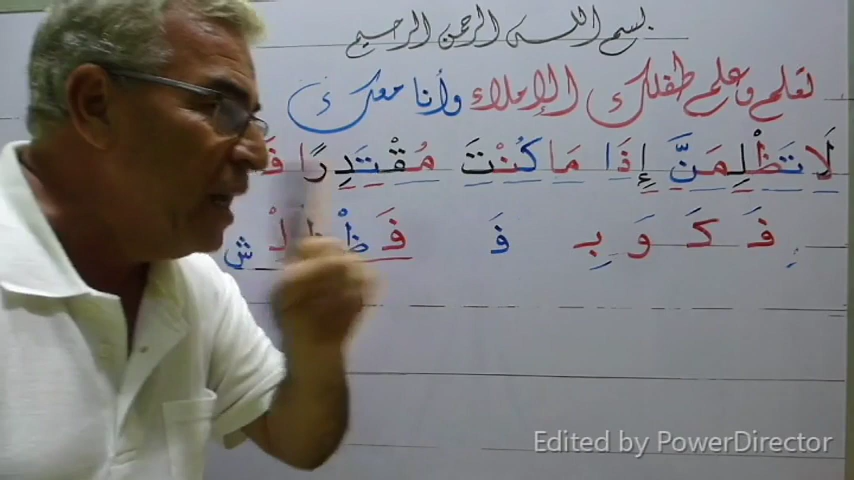 بسم الله الرحمن الرحيم
تعلم وعلم طفلك الإملاء وأنا معك
لَا تَظْلِمَنَّ إِذَا مَا كُنْتَ مُقْتَدِرًا
فَ كَ وَ بِ فَ فَ ظْ
Edited by PowerDirector